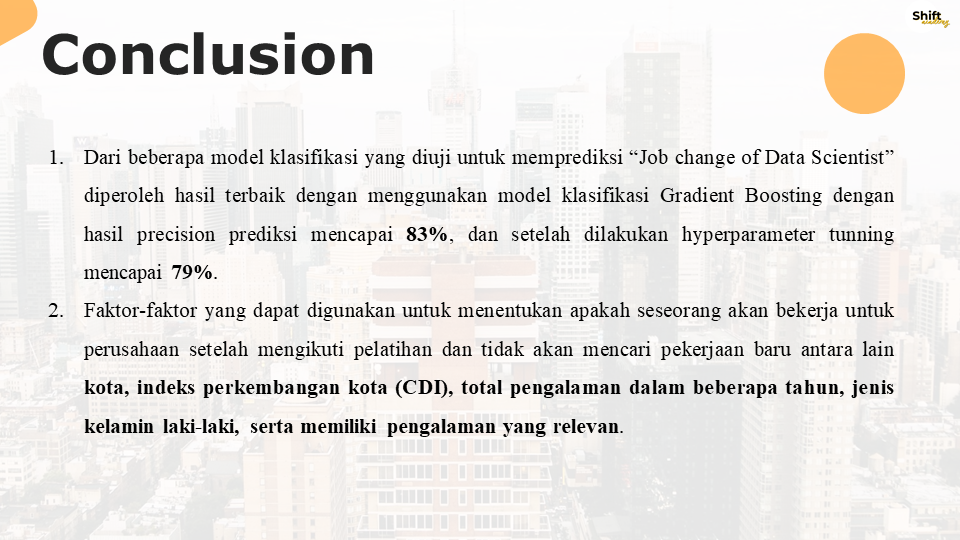 Shift
academy
Conclusion
1. Dari beberapa model klasifikasi yang diuji untuk memprediksi “Job change of Data Scientist”
diperoleh hasil terbaik dengan menggunakan model klasifikasi Gradient Boosting dengan
hasil precision prediksi mencapai 83%, dan setelah dilakukan hyperparameter tunning
mencapai 79%.
2. Faktor-faktor yang dapat digunakan untuk menentukan apakah seseorang akan bekerja untuk
perusahaan setelah mengikuti pelatihan dan tidak akan mencari pekerjaan baru antara lain
kota, indeks perkembangan kota (CDI), total pengalaman dalam beberapa tahun, jenis
kelamin laki-laki, serta memiliki pengalaman yang relevan.